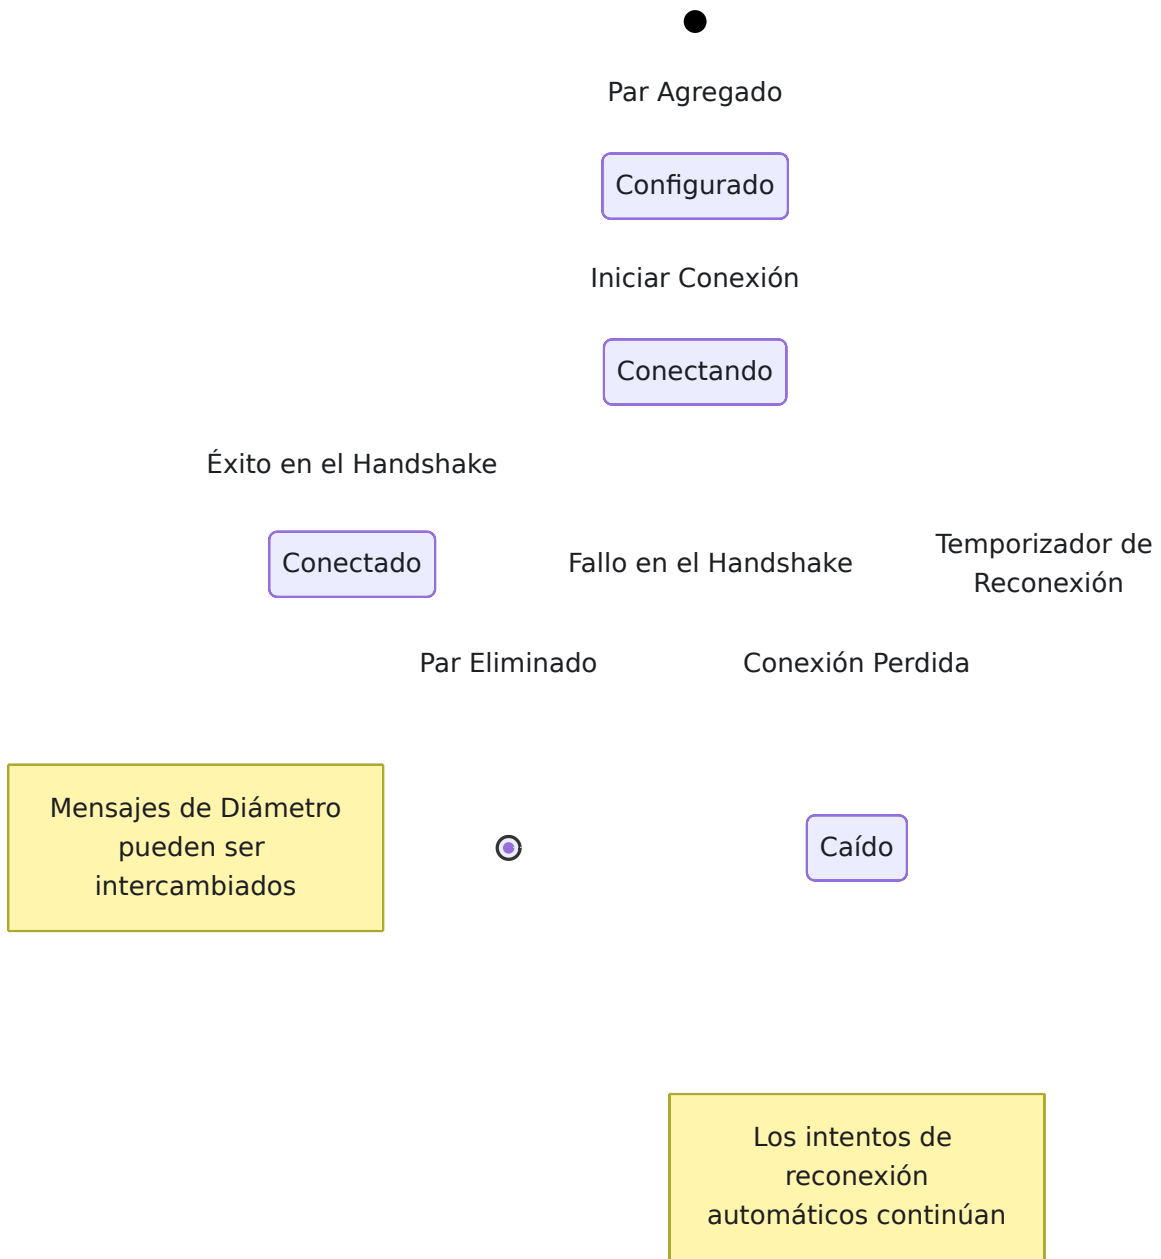 Par Agregado
Configurado
Iniciar Conexión
Conectando
Éxito en el Handshake
Conectado
Fallo en el Handshake
Temporizador de
Reconexión
Par Eliminado
Conexión Perdida
Mensajes de Diámetro
pueden ser
intercambiados
Caído
Los intentos de
reconexión
automáticos continúan